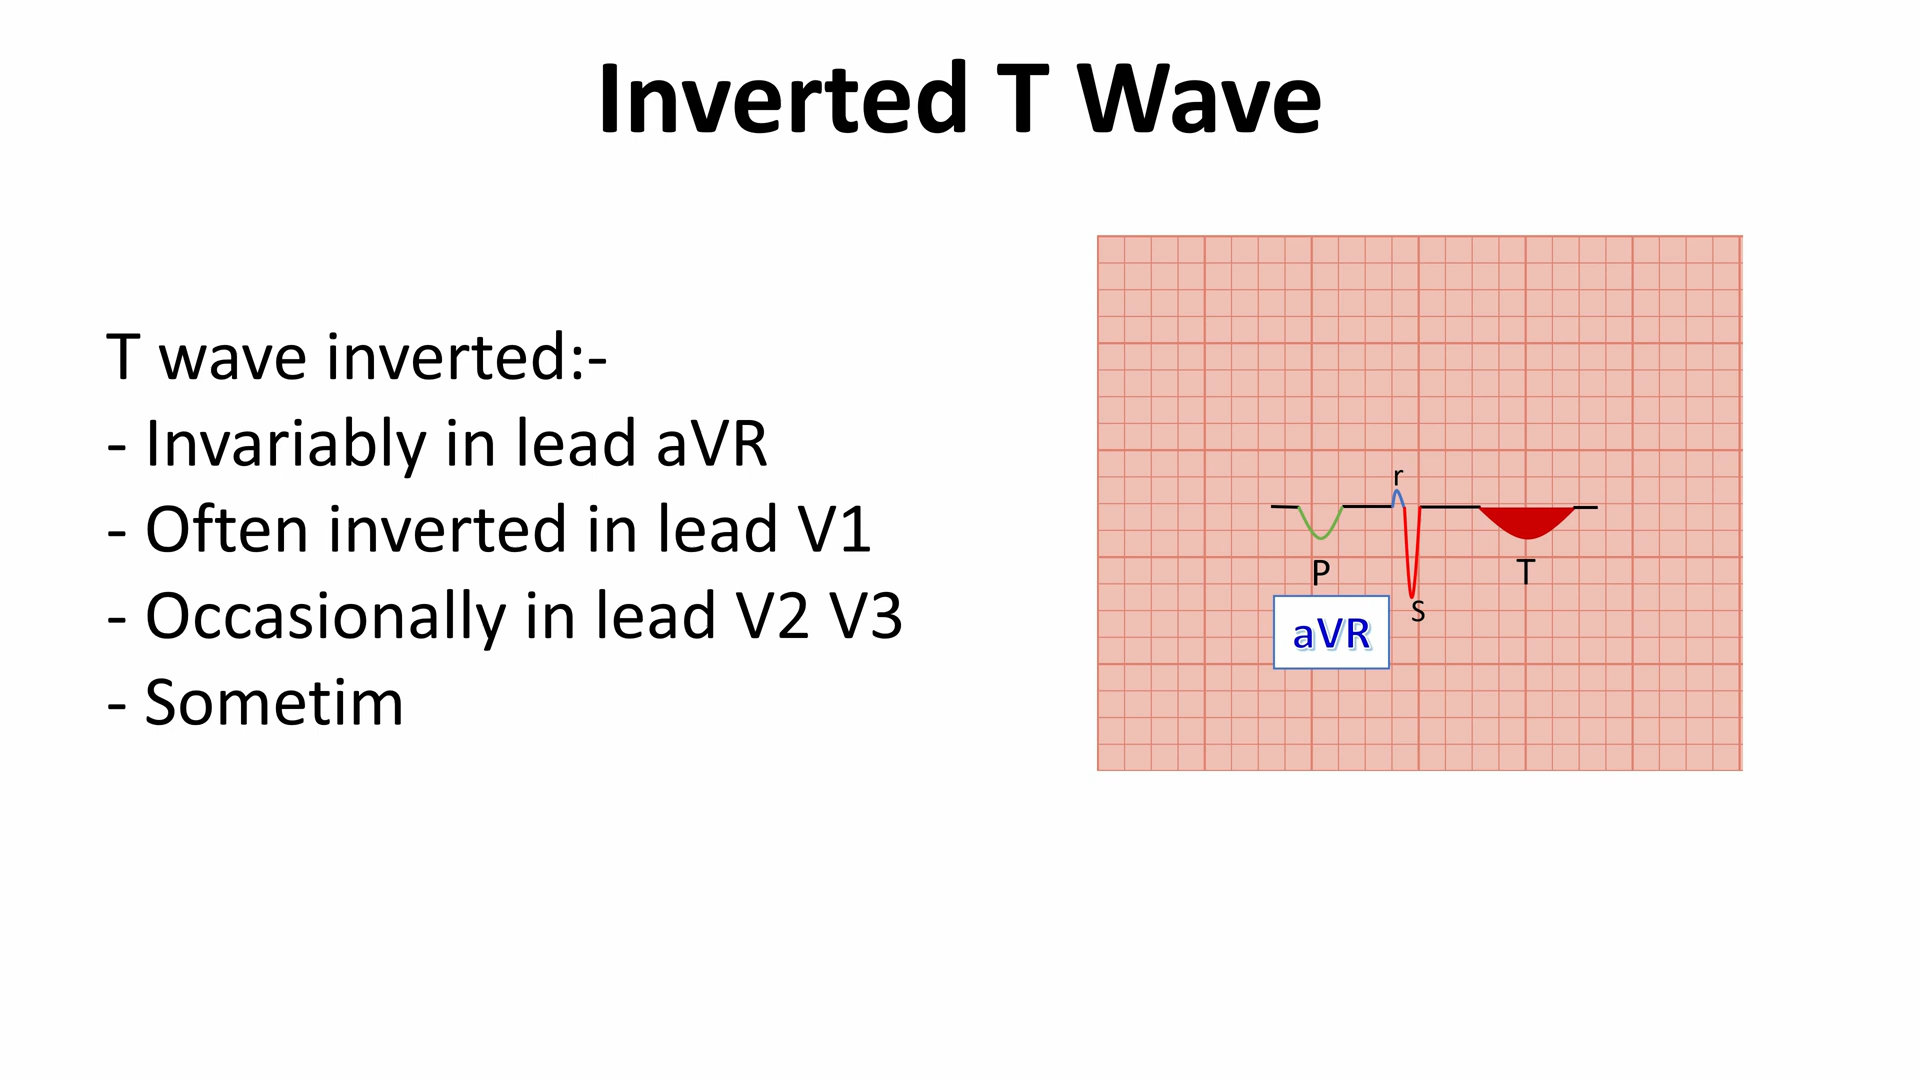 Inverted T Wave
T wave inverted:-
- Invariably in lead aVR
- Often inverted in lead V1
- Occasionally in lead V2 V3
- Sometim
r
P
T
S
aVR